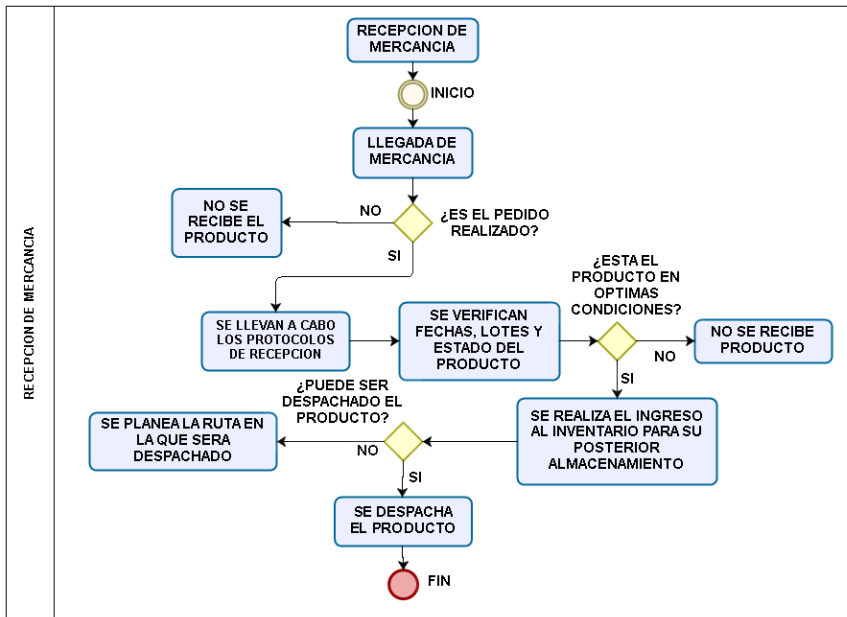 RECEPCION DE MERCANCIA
RECEPCION DE
MERCANCIA
INICIO
LLEGADA DE
MERCANCIA
¿ES EL PEDIDO
REALIZADO?
NO
NO SE
RECIBE EL
PRODUCTO
SI
SE LLEVAN A CABO
LOS PROTOCOLOS
DE RECEPCION
SE VERIFICAN
FECHAS, LOTES Y
ESTADO DEL
PRODUCTO
¿ESTA EL
PRODUCTO EN
OPTIMAS
CONDICIONES?
NO
NO SE RECIBE
PRODUCTO
SI
SE REALIZA EL INGRESO
AL INVENTARIO PARA SU
POSTERIOR
ALMACENAMIENTO
¿PUEDE SER
DESPACHADO EL
PRODUCTO?
NO
SE PLANEA LA RUTA EN
LA QUE SERA
DESPACHADO
SI
SE DESPACHA
EL PRODUCTO
FIN